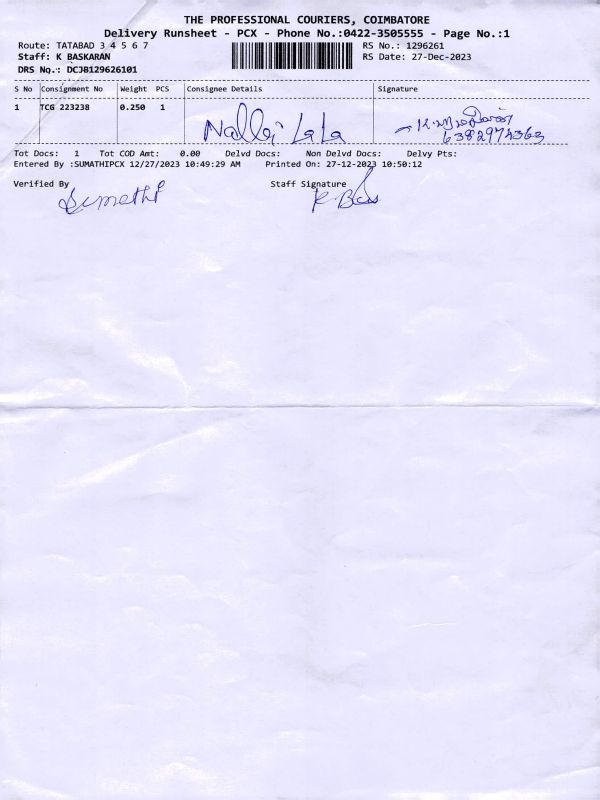 THE PROFESSIONAL COURIERS, COIMBATORE
Delivery Runsheet - PCX - Phone No.:0422-3505555 - Page No.:1
Route: TATABAD 3 4 5 6 7
RS No.: 1296261
Staff: K BASKARAN
RS Date: 27-Dec-2023
DRS No.: DCJB129626101
S No Consignment No Weight PCS Consignee Details Signature
1 TCG 223238 0.250 1
Nallei LaLa
6382974363
Tot Docs: 1 Tot COD Amt: 0.00 Delvd Docs: Non Delvd Docs: Delvy Pts:
Entered By :SUMATHIPCX 12/27/2023 10:49:29 AM Printed On: 27-12-2023 10:50:12
Verified By Staff Signature
Sumathi K. Bas